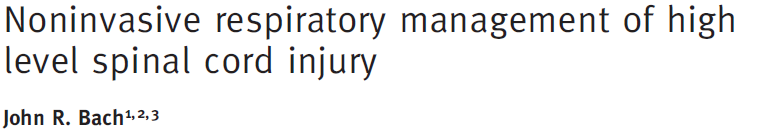 Noninvasive respiratory management of high
level spinal cord injury
John R. Bach¹,²,³